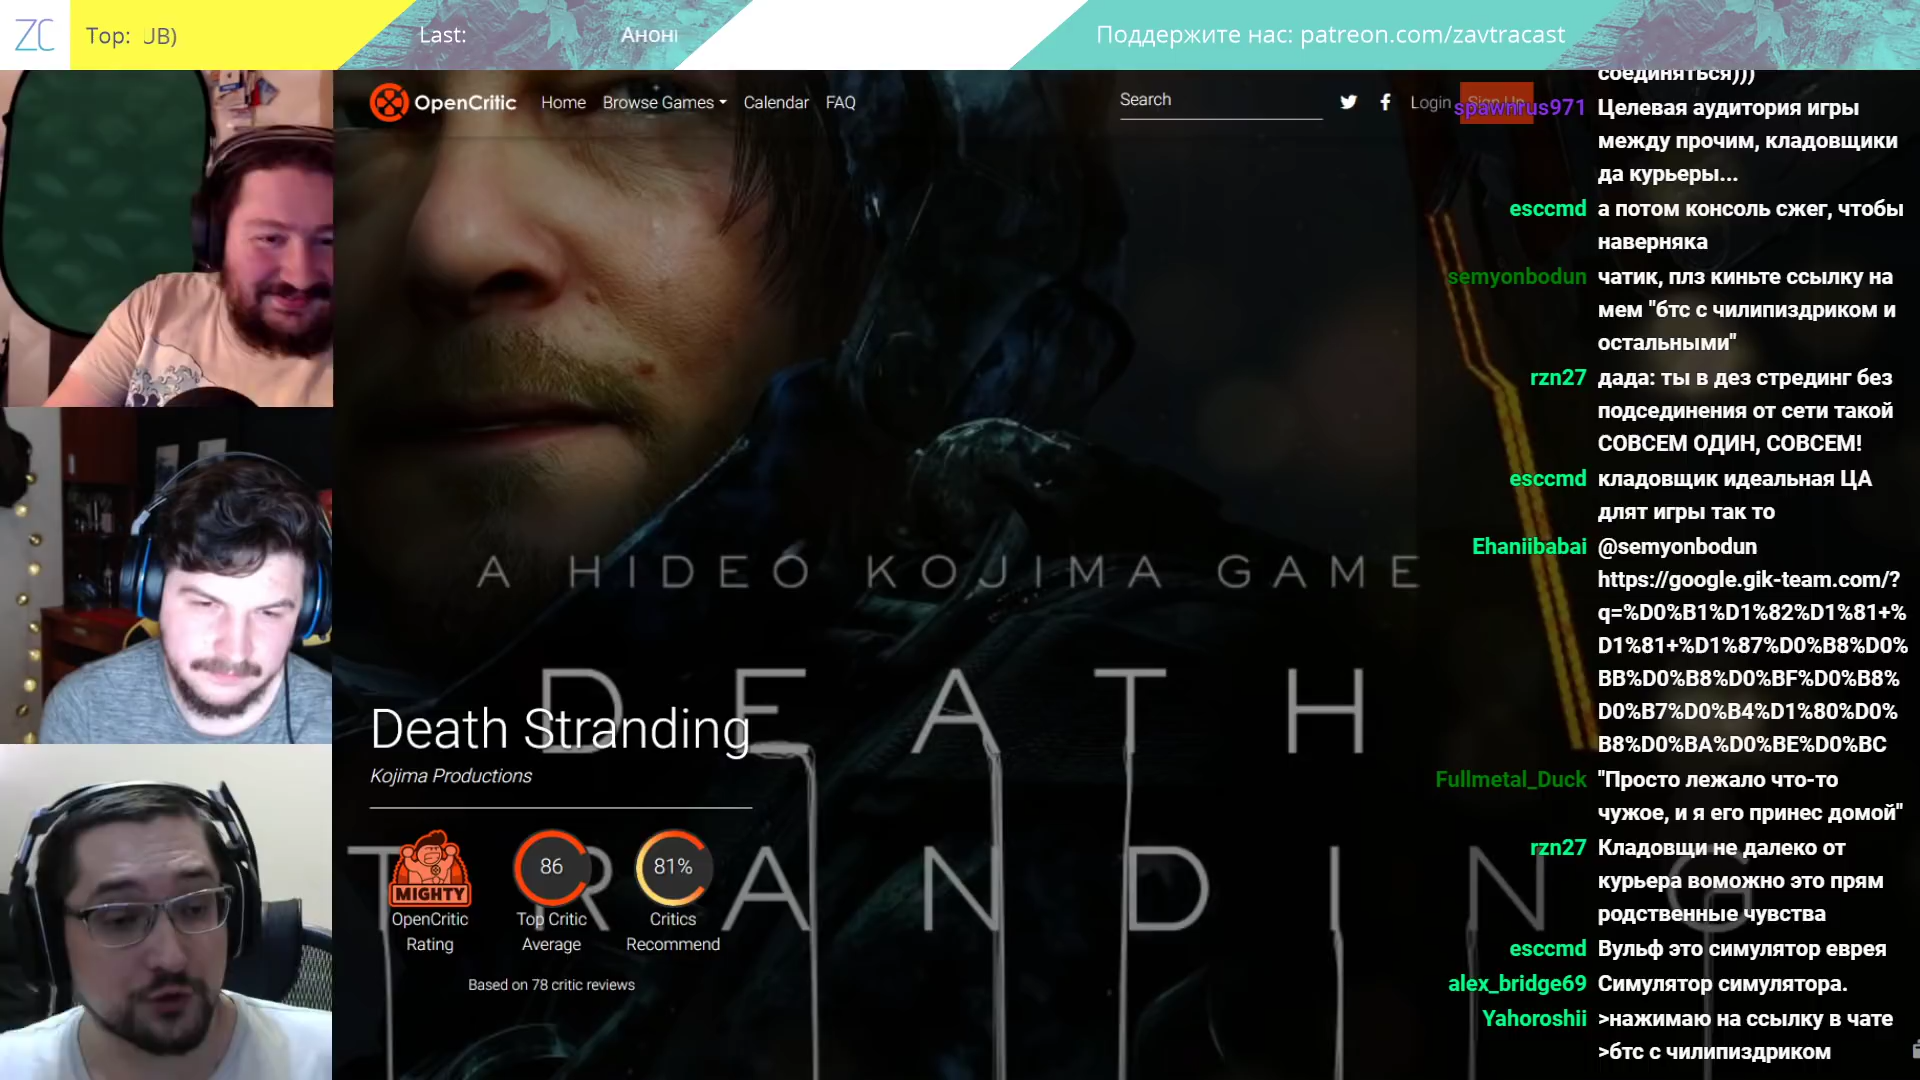 ZC
Top: JB)
Last:
Анон
Поддержите нас: patreon.com/zavtracast
OpenCritic
Home
Browse Games
Calendar
FAQ
Search
Login
Sign Up
A HIDEO KOJIMA GAME
DEATH
STRANDING
Death Stranding
Kojima Productions
MIGHTY
86
81%
OpenCritic
Rating
Top Critic
Average
Critics
Recommend
Based on 78 critic reviews
соединяться)))
spawnrus971 Целевая аудитория игры
между прочим, кладовщики
да курьеры...
esccmd а потом консоль сжег, чтобы
наверняка
semyonbodun чатик, плз киньте ссылку на
мем "бтс с чилипиздриком и
остальными"
rzn27 дада: ты в дез стрединг без
подсединения от сети такой
СОВСЕМ ОДИН, СОВСЕМ!
esccmd кладовщик идеальная ЦА
длят игры так то
Ehaniibabai @semyonbodun
https://google.gik-team.com/?
q=%D0%B1%D1%82%D1%81+%
D1%81+%D1%87%D0%B8%D0%
BB%D0%B8%D0%BF%D0%B8%
D0%B7%D0%B4%D1%80%D0%
B8%D0%BA%D0%BE%D0%BC
Fullmetal_Duck "Просто лежало что-то
чужое, и я его принес домой"
rzn27 Кладовщи не далеко от
курьера воможно это прям
родственные чувства
esccmd Вульф это симулятор еврея
alex_bridge69 Симулятор симулятора.
Yahoroshii >нажимаю на ссылку в чате
>бтс с чилипиздриком